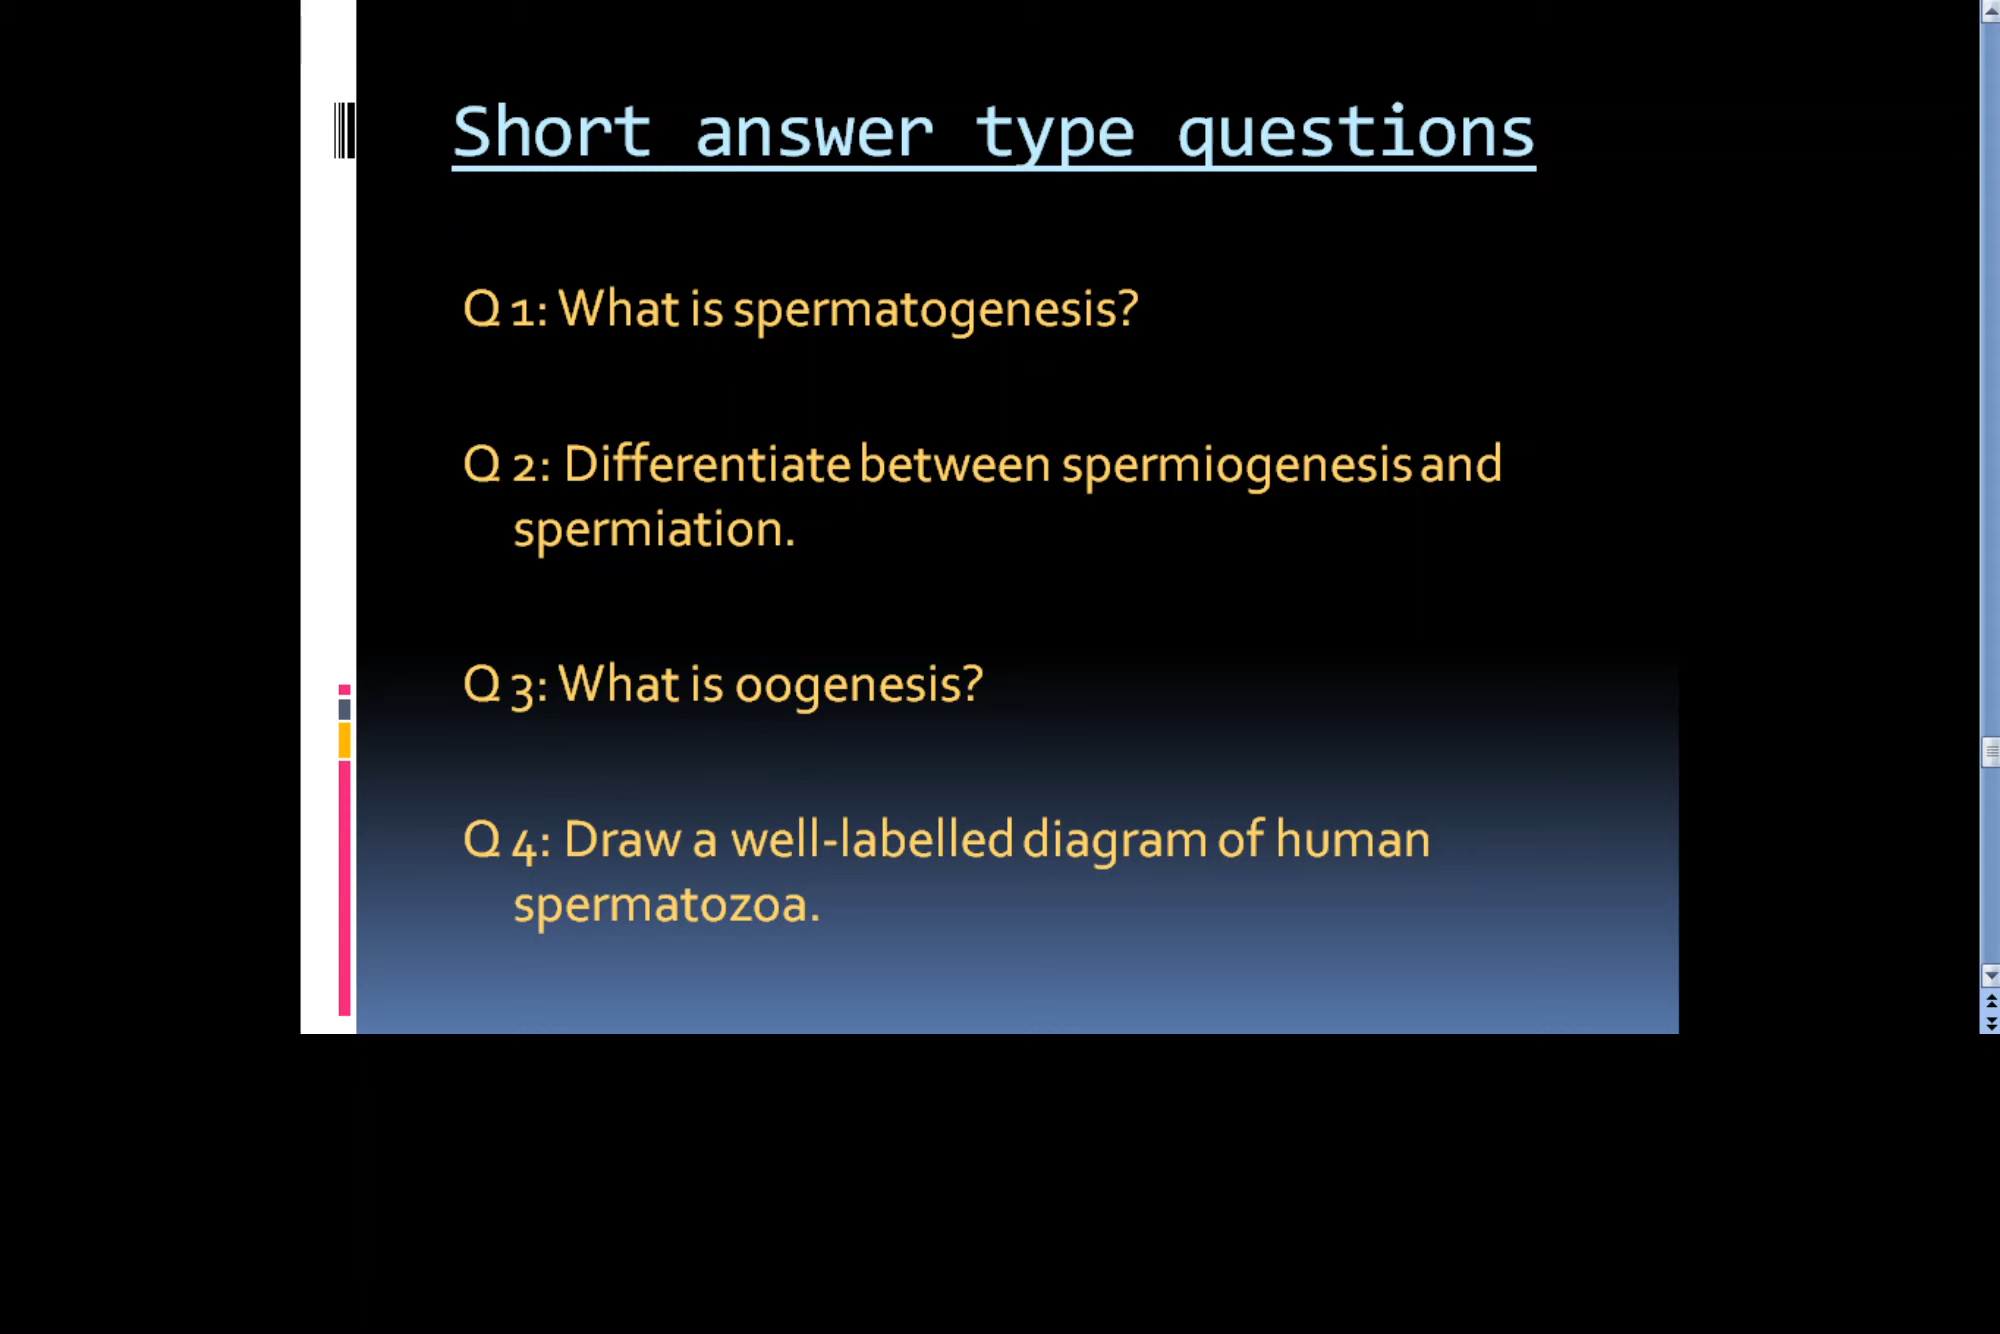 Short answer type questions
Q 1: What is spermatogenesis?
Q 2: Differentiate between spermiogenesis and
spermiation.
Q 3: What is oogenesis?
Q 4: Draw a well-labelled diagram of human
spermatozoa.